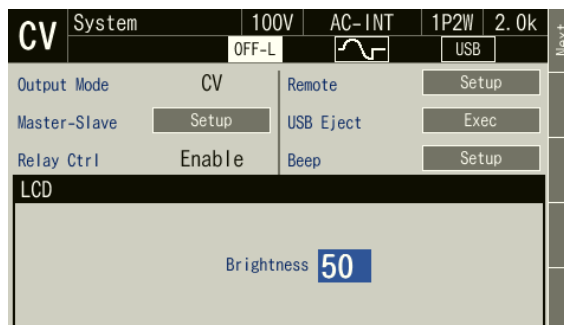 CV System 100V AC-INT 1P2W 2.0k
OFF-L USB
Next
Output Mode CV Remote Setup
Master-Slave Setup USB Eject Exec
Relay Ctrl Enable Beep Setup
LCD
Brightness 50